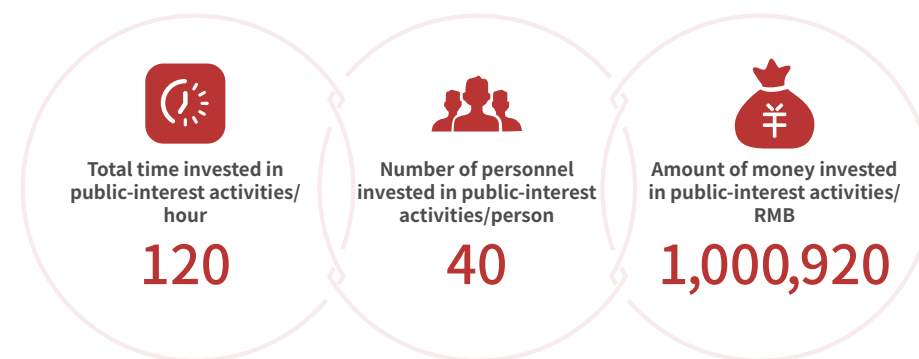 Total time invested in
public-interest activities/
hour
120
Number of personnel
invested in public-interest
activities/person
40
¥
Amount of money invested
in public-interest activities/
RMB
1,000,920